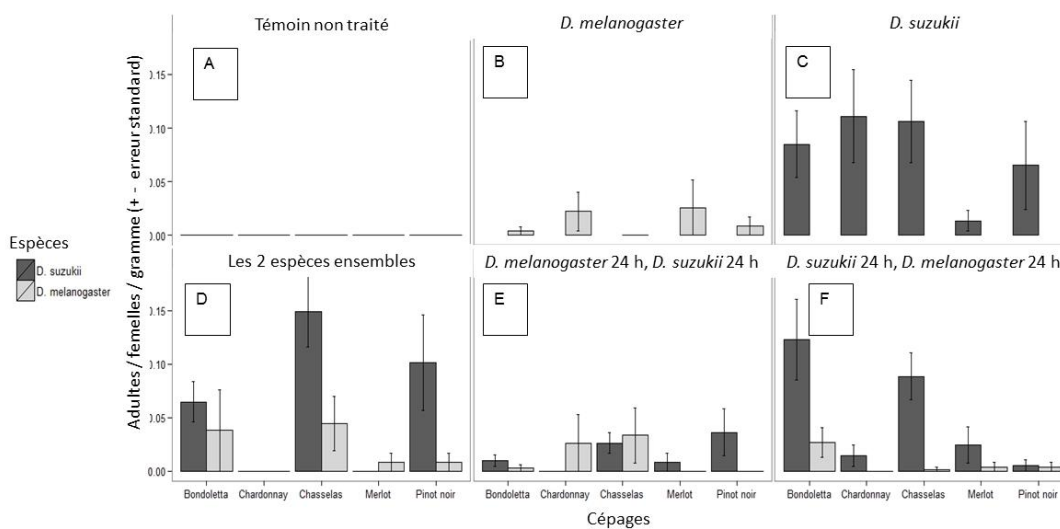 Témoin non traité
D. melanogaster
D. suzukii
A
B
C
0.15
0.10
0.05
0.00
Adultes / femelles / gramme (+ - erreur standard)
Espèces
D. suzukii
D. melanogaster
Les 2 espèces ensembles
D. melanogaster 24 h, D. suzukii 24 h
D. suzukii 24 h, D. melanogaster 24 h
D
E
F
0.15
0.10
0.05
0.00
Bondoletta Chardonnay Chasselas Merlot Pinot noir
Bondoletta Chardonnay Chasselas Merlot Pinot noir
Bondoletta Chardonnay Chasselas Merlot Pinot noir
Cépages